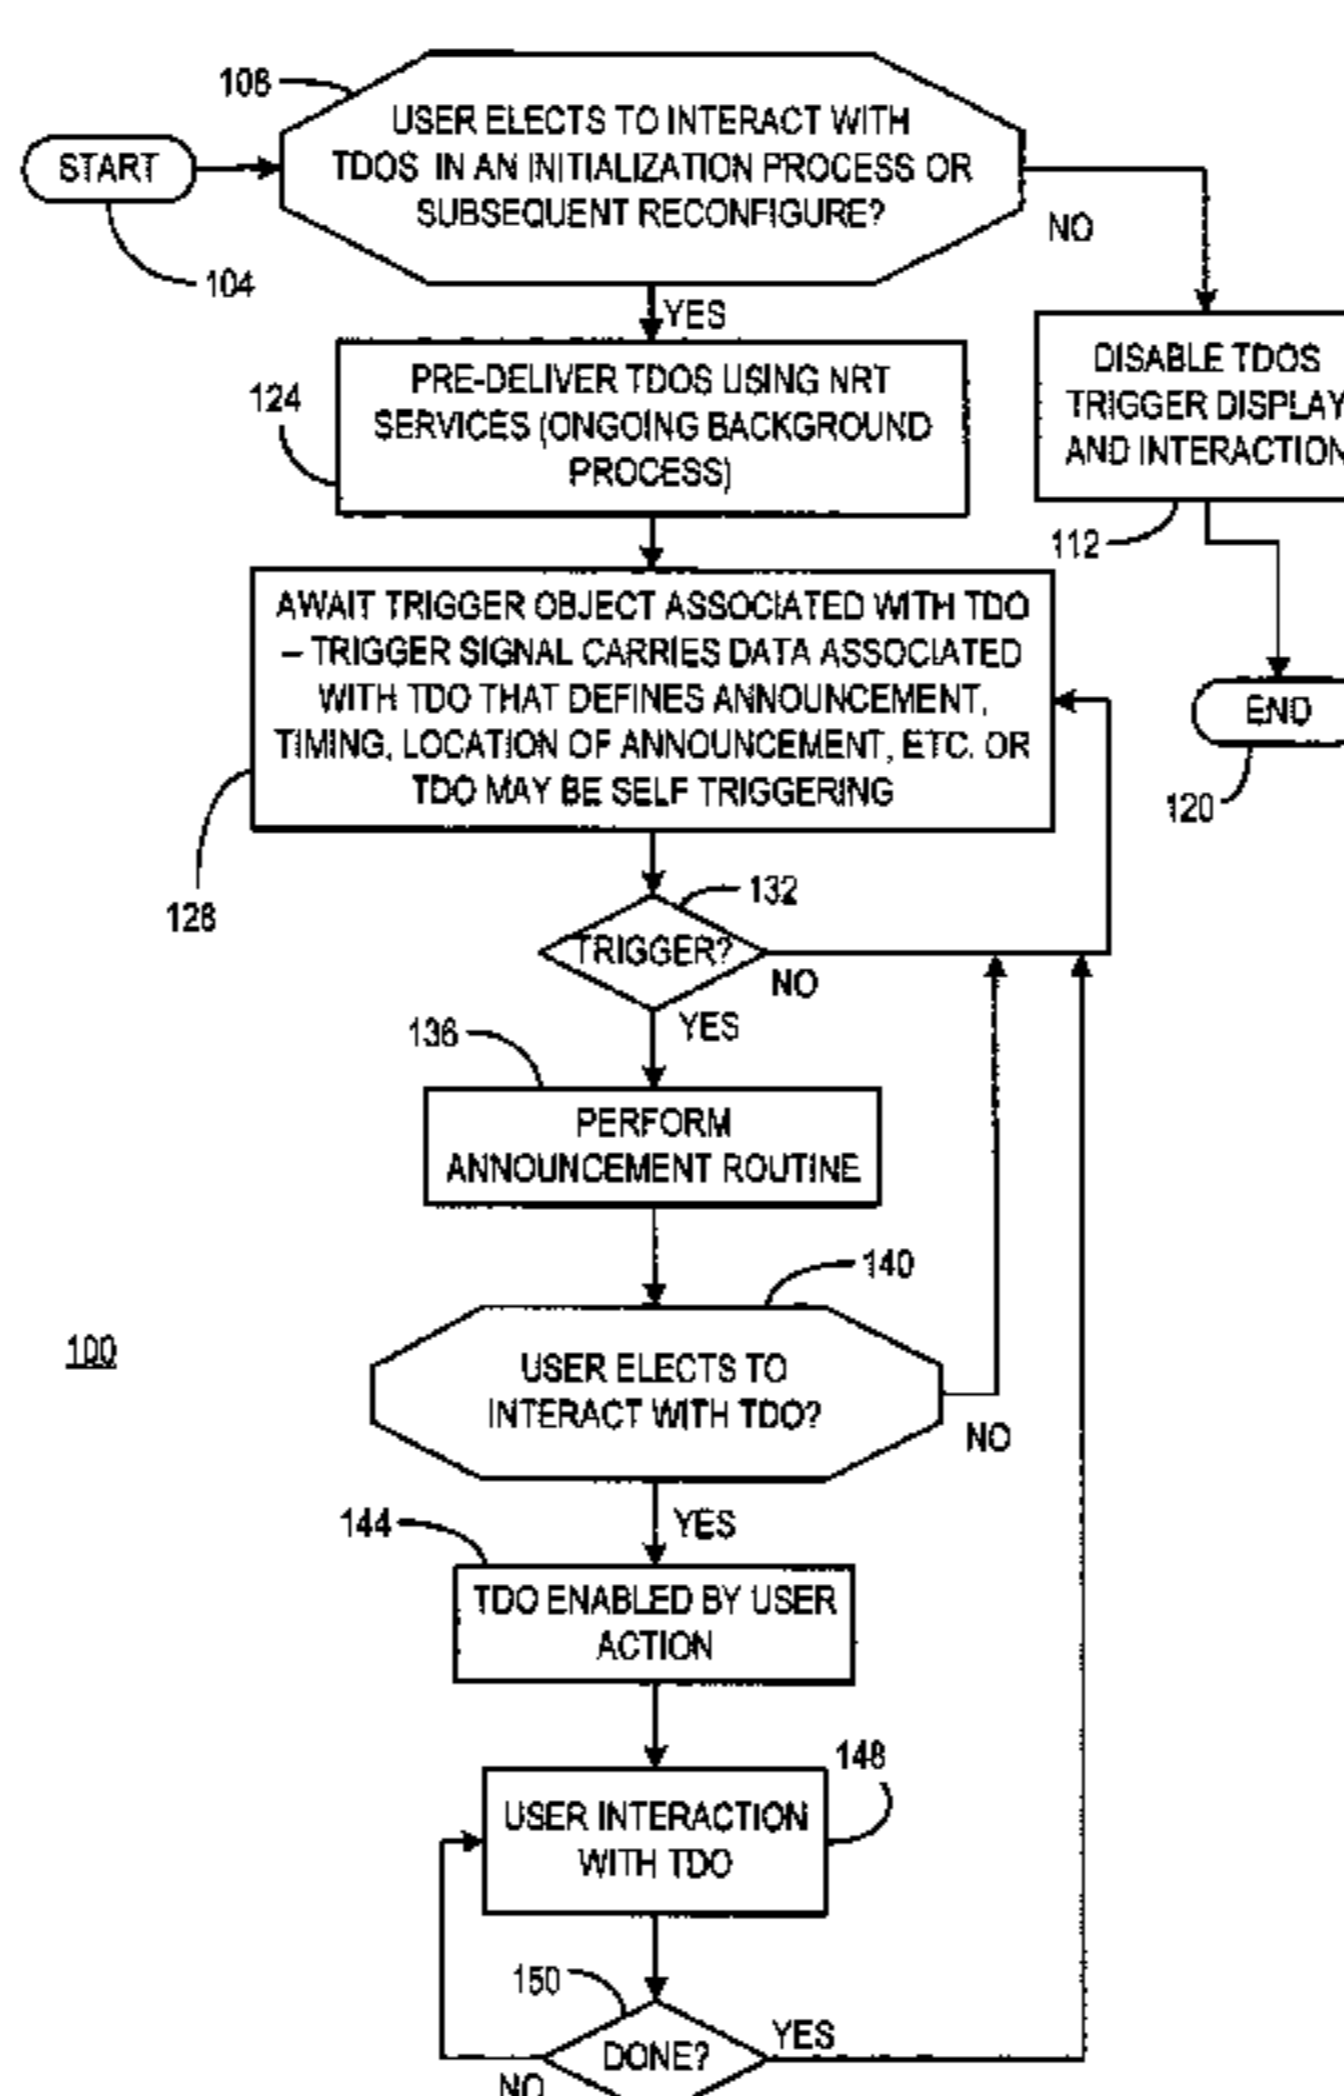 108
USER ELECTS TO INTERACT WITH
TDOS IN AN INITIALIZATION PROCESS OR
SUBSEQUENT RECONFIGURE?
START
104
NO
YES
DISABLE TDOS
TRIGGER DISPLAY
AND INTERACTION
112
124
PRE-DELIVER TDOS USING NRT
SERVICES (ONGOING BACKGROUND
PROCESS)
AWAIT TRIGGER OBJECT ASSOCIATED WITH TDO
– TRIGGER SIGNAL CARRIES DATA ASSOCIATED
WITH TDO THAT DEFINES ANNOUNCEMENT,
TIMING, LOCATION OF ANNOUNCEMENT, ETC. OR
TDO MAY BE SELF TRIGGERING
END
120
128
132
TRIGGER?
NO
YES
136
PERFORM
ANNOUNCEMENT ROUTINE
140
100
USER ELECTS TO
INTERACT WITH TDO?
NO
YES
144
TDO ENABLED BY USER
ACTION
148
USER INTERACTION
WITH TDO
150
DONE?
YES
NO